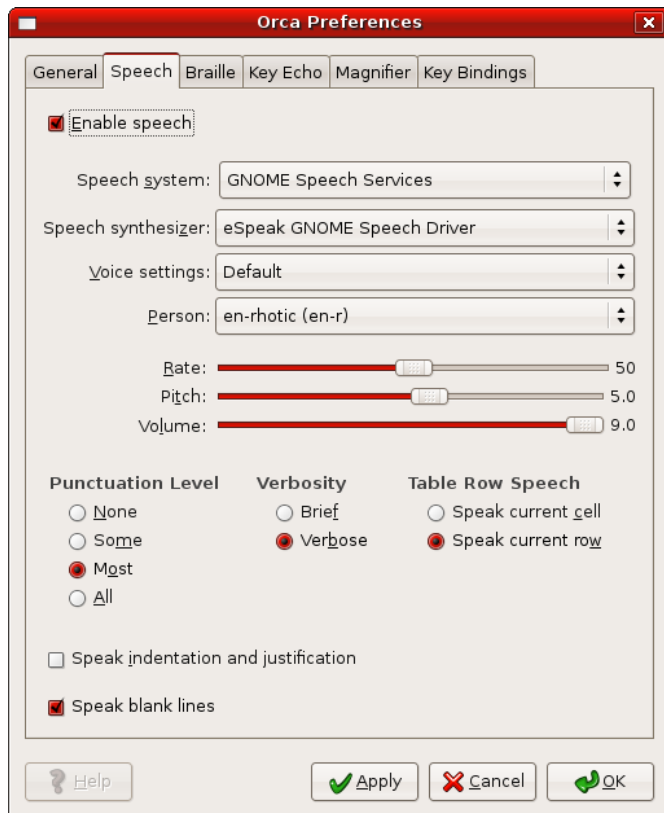 Orca Preferences
General Speech Braille Key Echo Magnifier Key Bindings
Enable speech
Speech system: GNOME Speech Services
Speech synthesizer: eSpeak GNOME Speech Driver
Voice settings: Default
Person: en-rhotic (en-r)
Rate: 50
Pitch: 5.0
Volume: 9.0
Punctuation Level Verbosity Table Row Speech
None Brief Speak current cell
Some Verbose Speak current row
Most
All
Speak indentation and justification
Speak blank lines
Help Apply Cancel OK